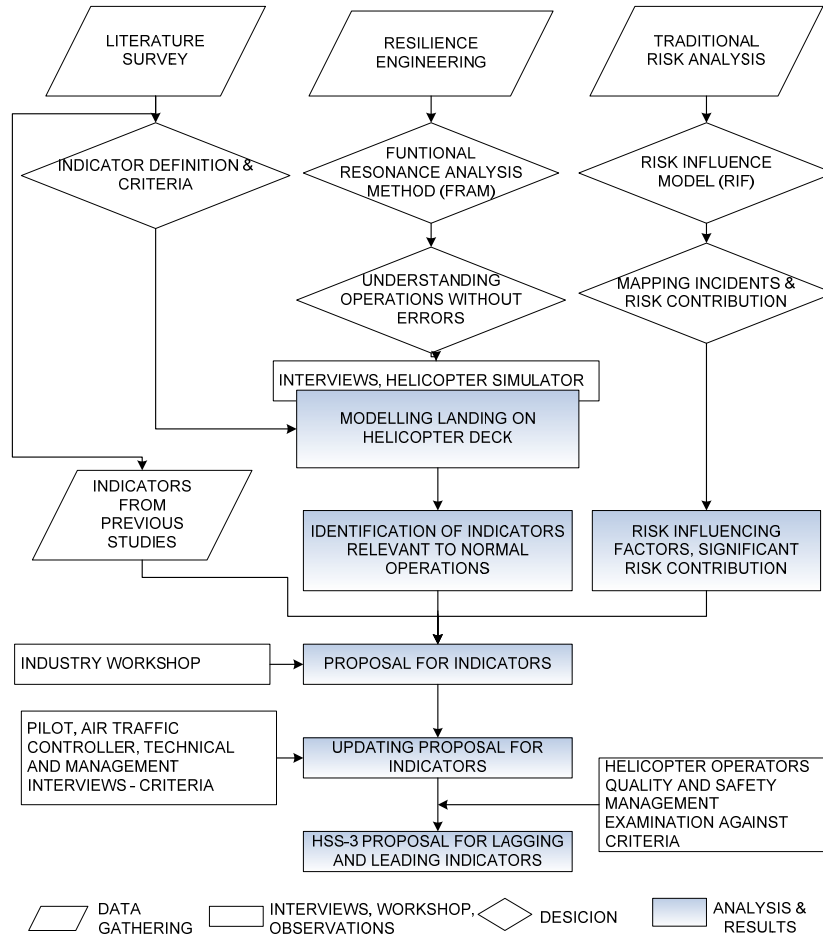 LITERATURE
SURVEY
RESILIENCE
ENGINEERING
TRADITIONAL
RISK ANALYSIS
INDICATOR DEFINITION &
CRITERIA
FUNTIONAL
RESONANCE ANALYSIS
METHOD (FRAM)
RISK INFLUENCE
MODEL (RIF)
UNDERSTANDING
OPERATIONS WITHOUT
ERRORS
MAPPING INCIDENTS &
RISK CONTRIBUTION
INTERVIEWS, HELICOPTER SIMULATOR
MODELLING LANDING ON
HELICOPTER DECK
INDICATORS
FROM
PREVIOUS
STUDIES
IDENTIFICATION OF INDICATORS
RELEVANT TO NORMAL
OPERATIONS
RISK INFLUENCING
FACTORS, SIGNIFICANT
RISK CONTRIBUTION
INDUSTRY WORKSHOP
PROPOSAL FOR INDICATORS
PILOT, AIR TRAFFIC
CONTROLLER, TECHNICAL
AND MANAGEMENT
INTERVIEWS - CRITERIA
UPDATING PROPOSAL FOR
INDICATORS
HELICOPTER OPERATORS
QUALITY AND SAFETY
MANAGEMENT
EXAMINATION AGAINST
CRITERIA
HSS-3 PROPOSAL FOR LAGGING
AND LEADING INDICATORS
DATA
GATHERING
INTERVIEWS, WORKSHOP,
OBSERVATIONS
DESICION
ANALYSIS &
RESULTS